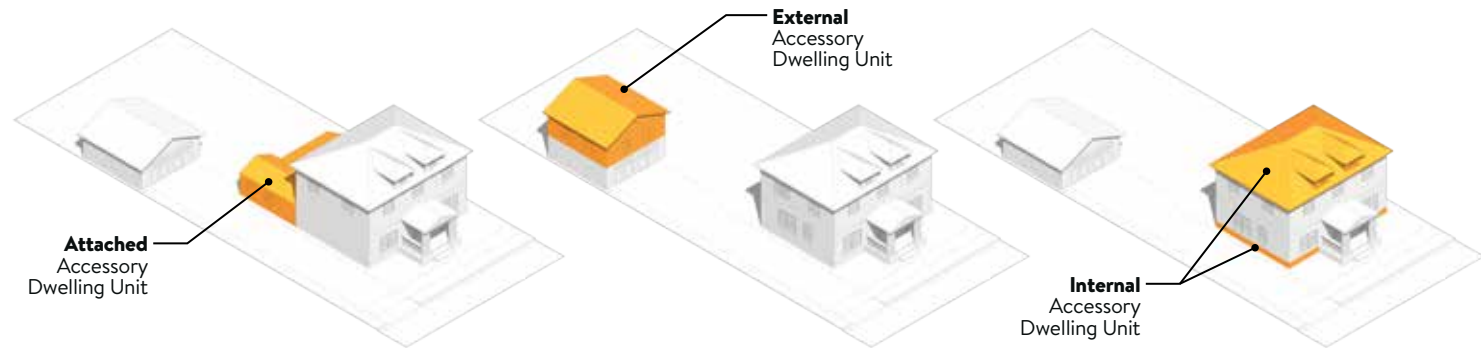 Attached
Accessory
Dwelling Unit
External
Accessory
Dwelling Unit
Internal
Accessory
Dwelling Unit